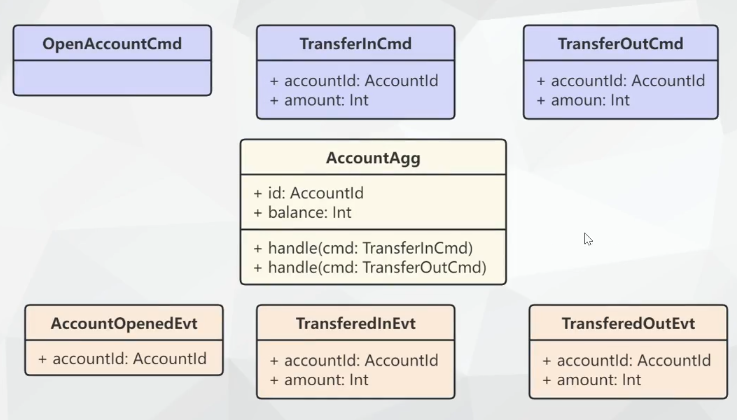 OpenAccountCmd
TransferInCmd
+ accountId: AccountId
+ amount: Int
TransferOutCmd
+ accountId: AccountId
+ amoun: Int
AccountAgg
+ id: AccountId
+ balance: Int
+ handle(cmd: TransferInCmd)
+ handle(cmd: TransferOutCmd)
AccountOpenedEvt
+ accountId: AccountId
TransferedInEvt
+ accountId: AccountId
+ amount: Int
TransferedOutEvt
+ accountId: AccountId
+ amount: Int